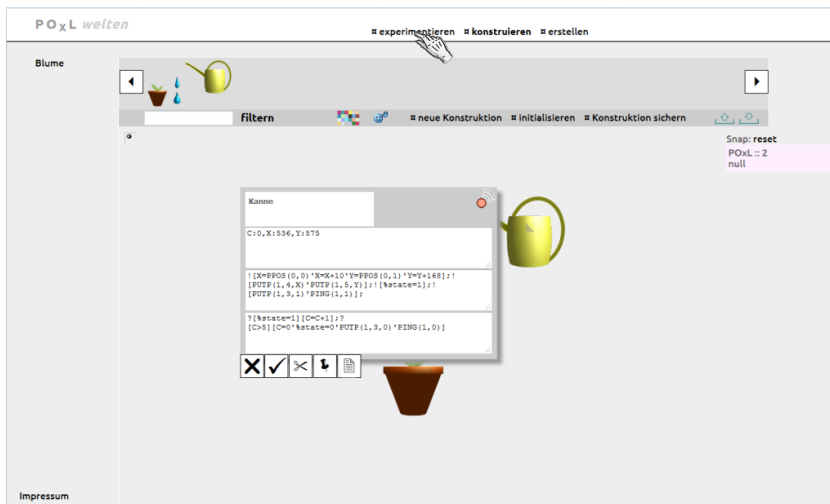 POXL welten
¤ experimentieren ¤ konstruieren ¤ erstellen
Blume
filtern
¤ neue Konstruktion ¤ initialisieren ¤ Konstruktion sichern
Snap: reset
POxL :: 2
null
Kanne
C:0,X:536,Y:575
![X=PPOS(0,0)'X=X+10'Y=PPOS(0,1)'Y=Y+168];!
[PUTP(1,4,X)'PUTP(1,5,Y)];![%state=1];!
[PUTP(1,3,1)'PING(1,1)];
?[%state=1][C=C+1];?
[C>5][C=0'%state=0'PUTP(1,3,0)'PING(1,0)]
Impressum